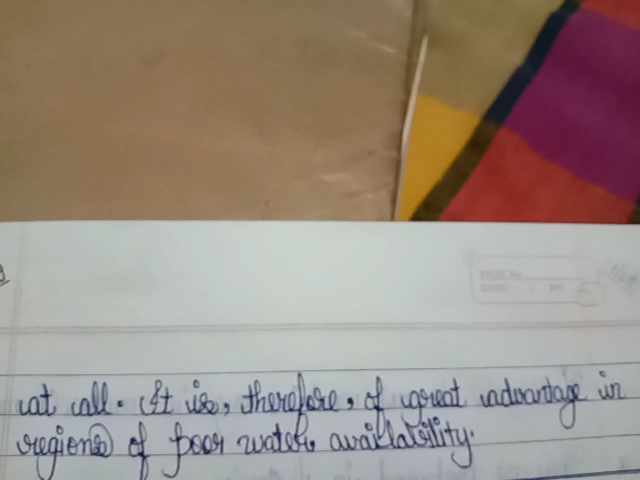 at all. It is, therefore, of great advantage in
regions of poor water availability.